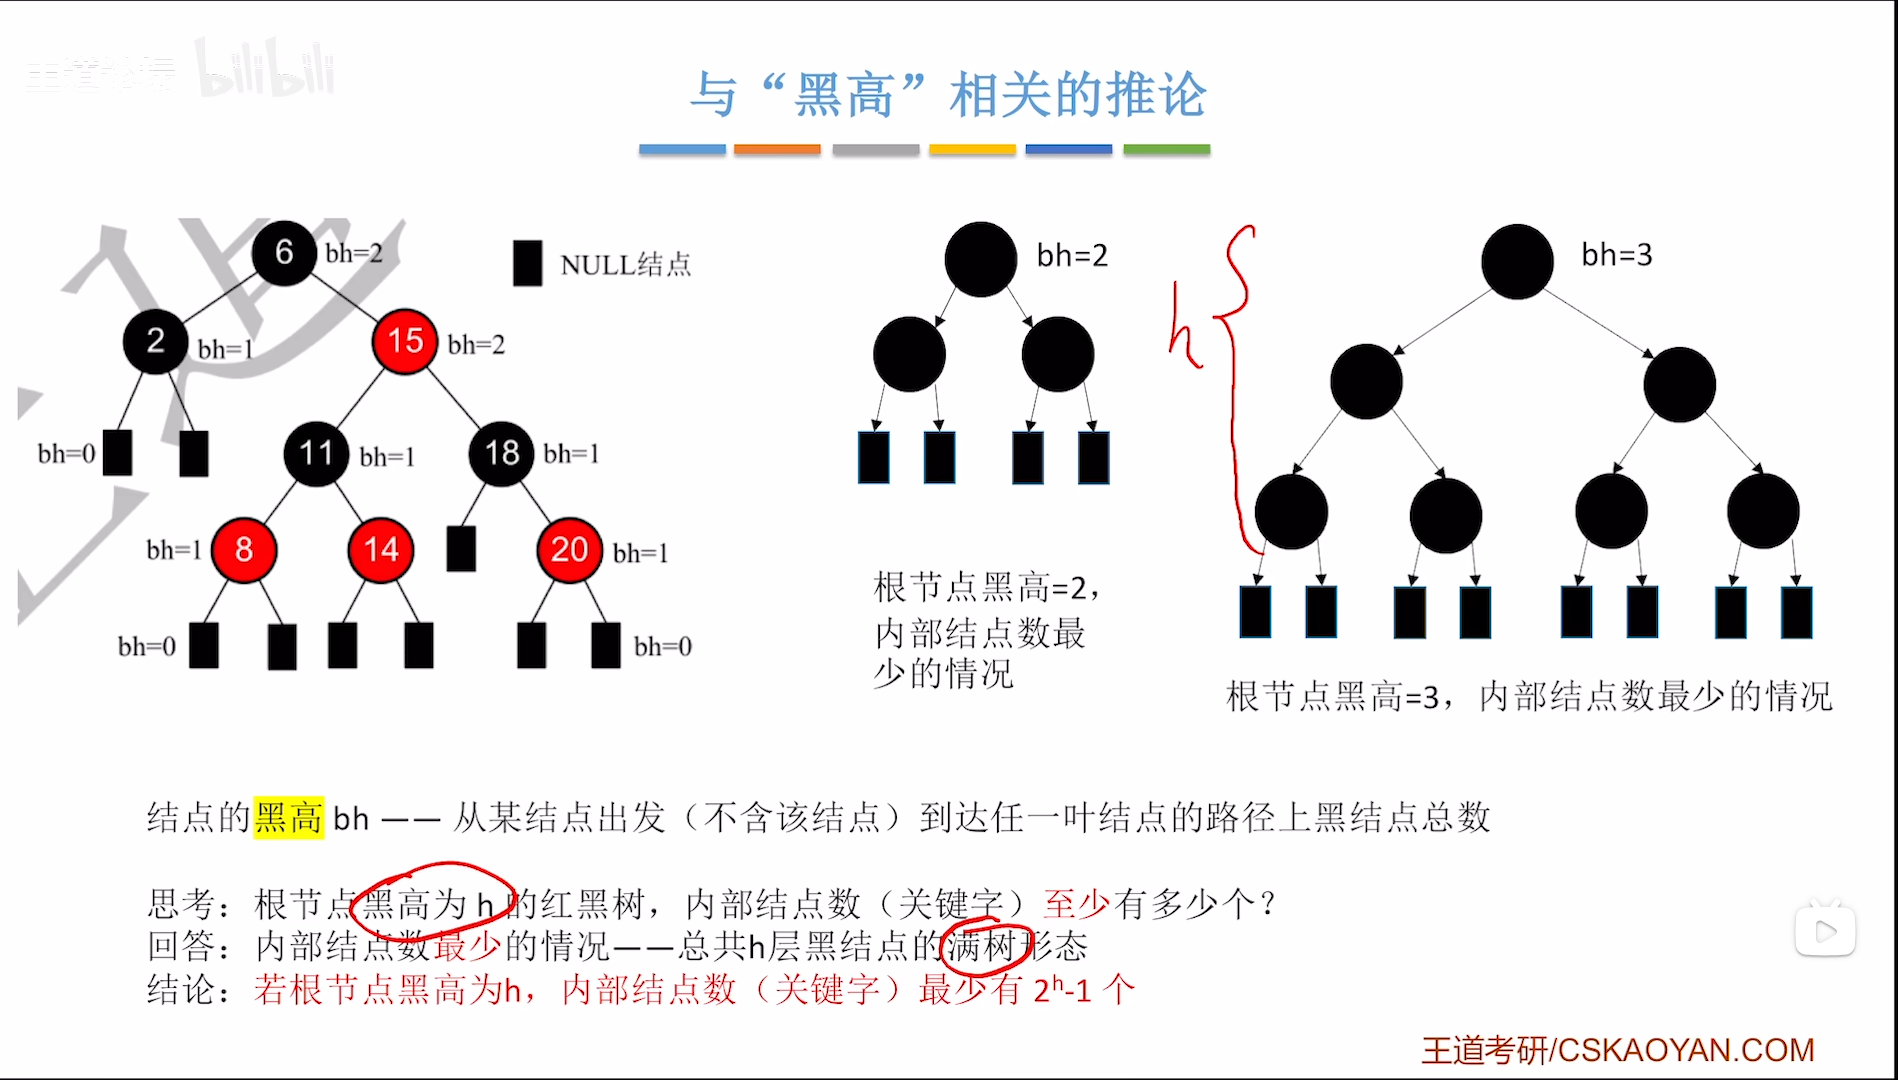 bilibili
与“黑高”相关的推论
6 bh=2
NULL结点
2 bh=1
15 bh=2
bh=0
11 bh=1
18 bh=1
bh=1 8
14
20 bh=1
bh=0
bh=0
bh=2
根节点黑高=2，
内部结点数最
少的情况
h
bh=3
根节点黑高=3，内部结点数最少的情况
结点的黑高 bh —— 从某结点出发（不含该结点）到达任一叶结点的路径上黑结点总数
思考：根节点黑高为 h 的红黑树，内部结点数（关键字）至少有多少个？
回答：内部结点数最少的情况——总共h层黑结点的满树形态
结论：若根节点黑高为h，内部结点数（关键字）最少有 2ʰ-1 个
王道考研/CSKAOYAN.COM